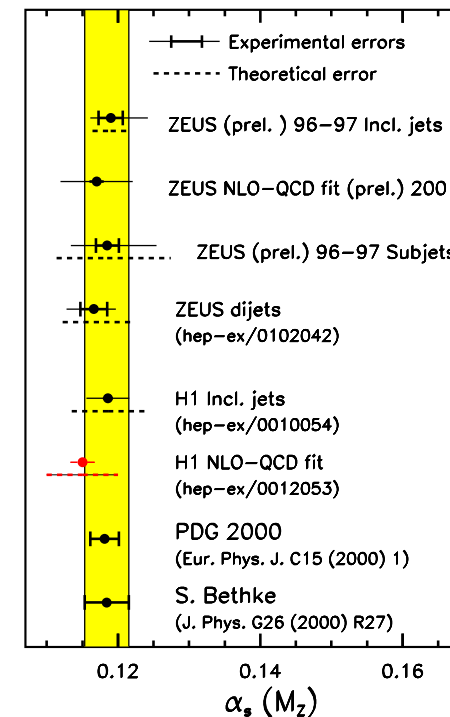 Experimental errors
Theoretical error
ZEUS (prel. ) 96−97 Incl. jets
ZEUS NLO−QCD fit (prel.) 200
ZEUS (prel.) 96−97 Subjets
ZEUS dijets
(hep−ex/0102042)
H1 Incl. jets
(hep−ex/0010054)
H1 NLO−QCD fit
(hep−ex/0012053)
PDG 2000
(Eur. Phys. J. C15 (2000) 1)
S. Bethke
(J. Phys. G26 (2000) R27)
0.12 0.14 0.16
αs (MZ)